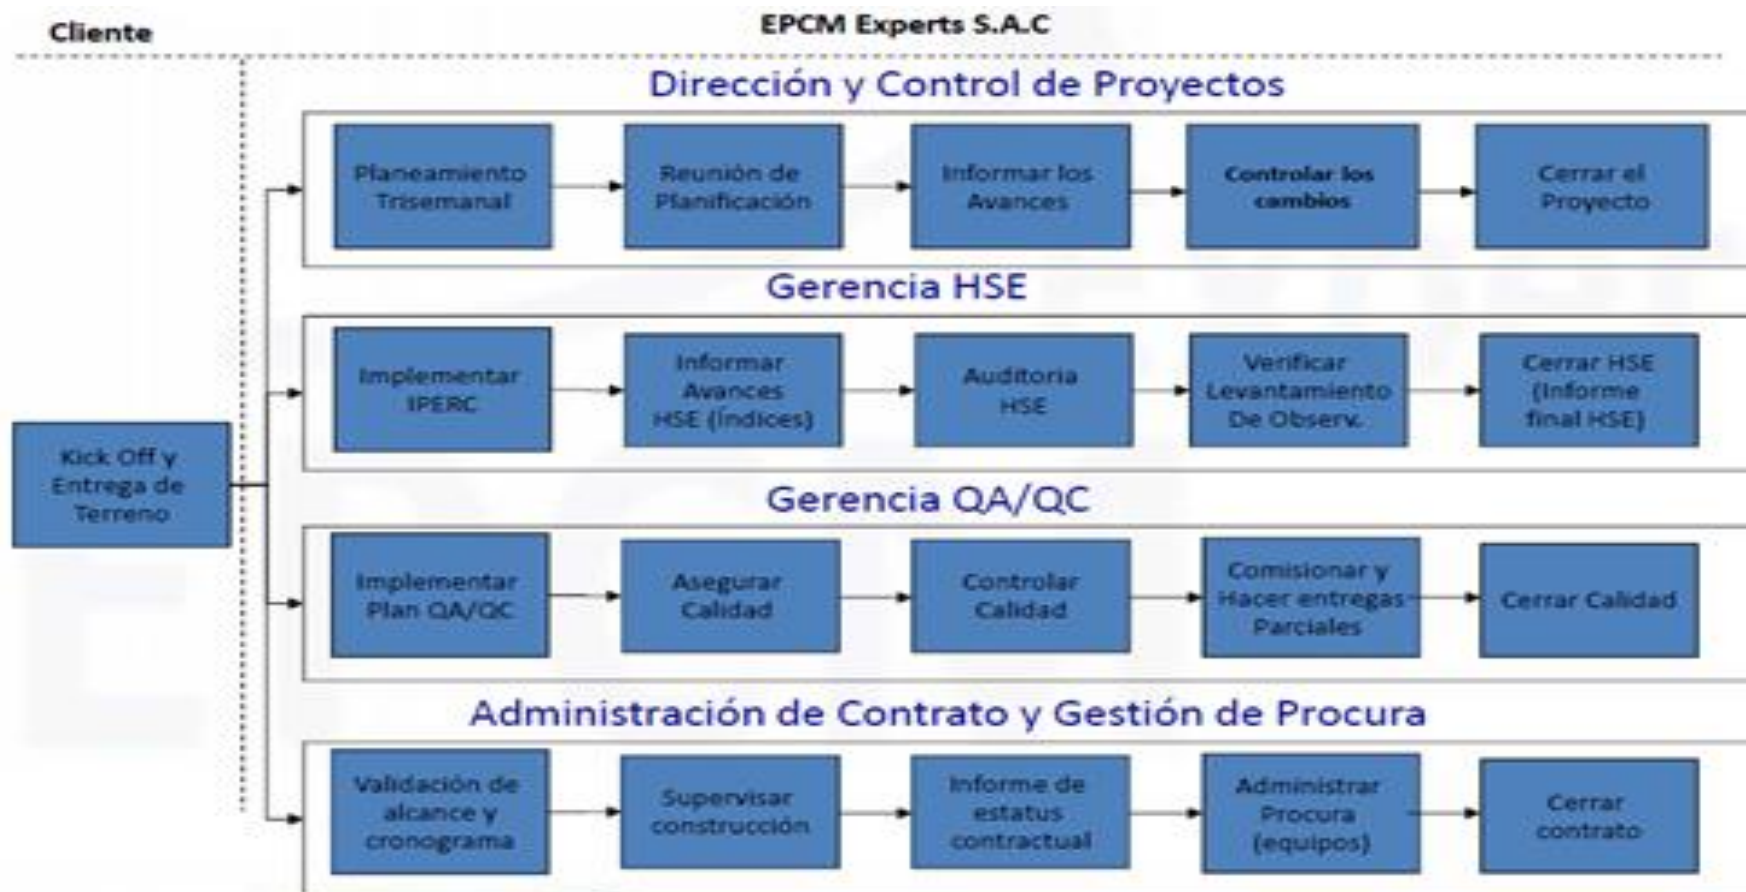 Cliente
EPCM Experts S.A.C
Dirección y Control de Proyectos
Planeamiento
Trisemanal
Reunión de
Planificación
Informar los
Avances
Controlar los
cambios
Cerrar el
Proyecto
Gerencia HSE
Implementar
IPERC
Informar
Avances
HSE (Índices)
Auditoria
HSE
Verificar
Levantamiento
De Observ.
Cerrar HSE
(Informe
final HSE)
Kick Off y
Entrega de
Terreno
Gerencia QA/QC
Implementar
Plan QA/QC
Asegurar
Calidad
Controlar
Calidad
Comisionar y
Hacer entregas
Parciales
Cerrar Calidad
Administración de Contrato y Gestión de Procura
Validación de
alcance y
cronograma
Supervisar
construcción
Informe de
estatus
contractual
Administrar
Procura
(equipos)
Cerrar
contrato